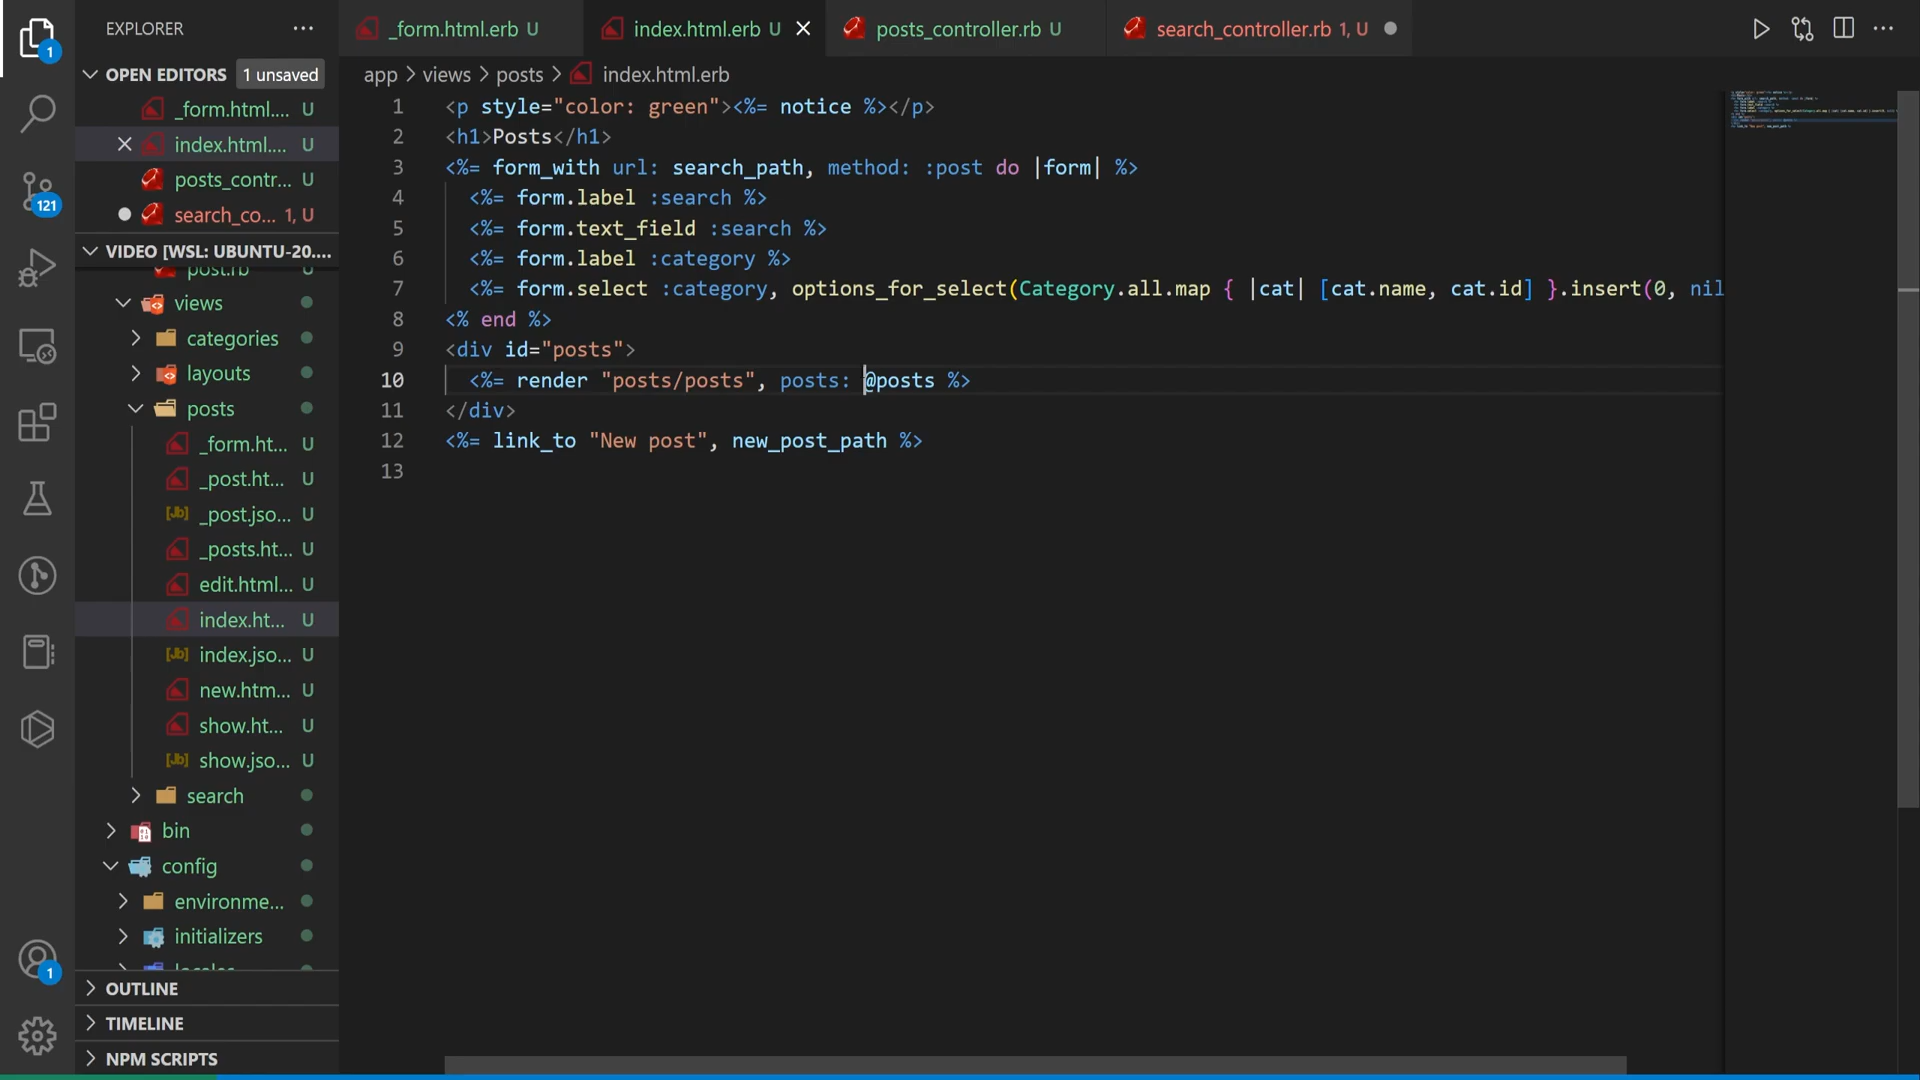 EXPLORER
OPEN EDITORS 1 unsaved
_form.html.... U
index.html.... U
posts_contr... U
search_co... 1, U
VIDEO [WSL: UBUNTU-20....
post.rb U
views
categories
layouts
posts
_form.ht... U
_post.ht... U
[Jb] _post.jso... U
_posts.ht... U
edit.html... U
index.ht... U
[Jb] index.jso... U
new.htm... U
show.ht... U
[Jb] show.jso... U
search
bin
config
environme...
initializers
locales
OUTLINE
TIMELINE
NPM SCRIPTS
1
121
1
_form.html.erb U
index.html.erb U
posts_controller.rb U
search_controller.rb 1, U
app > views > posts > index.html.erb
1 <p style="color: green"><%= notice %></p>
2 <h1>Posts</h1>
3 <%= form_with url: search_path, method: :post do |form| %>
4 <%= form.label :search %>
5 <%= form.text_field :search %>
6 <%= form.label :category %>
7 <%= form.select :category, options_for_select(Category.all.map { |cat| [cat.name, cat.id] }.insert(0, nil
8 <% end %>
9 <div id="posts">
10 <%= render "posts/posts", posts: @posts %>
11 </div>
12 <%= link_to "New post", new_post_path %>
13